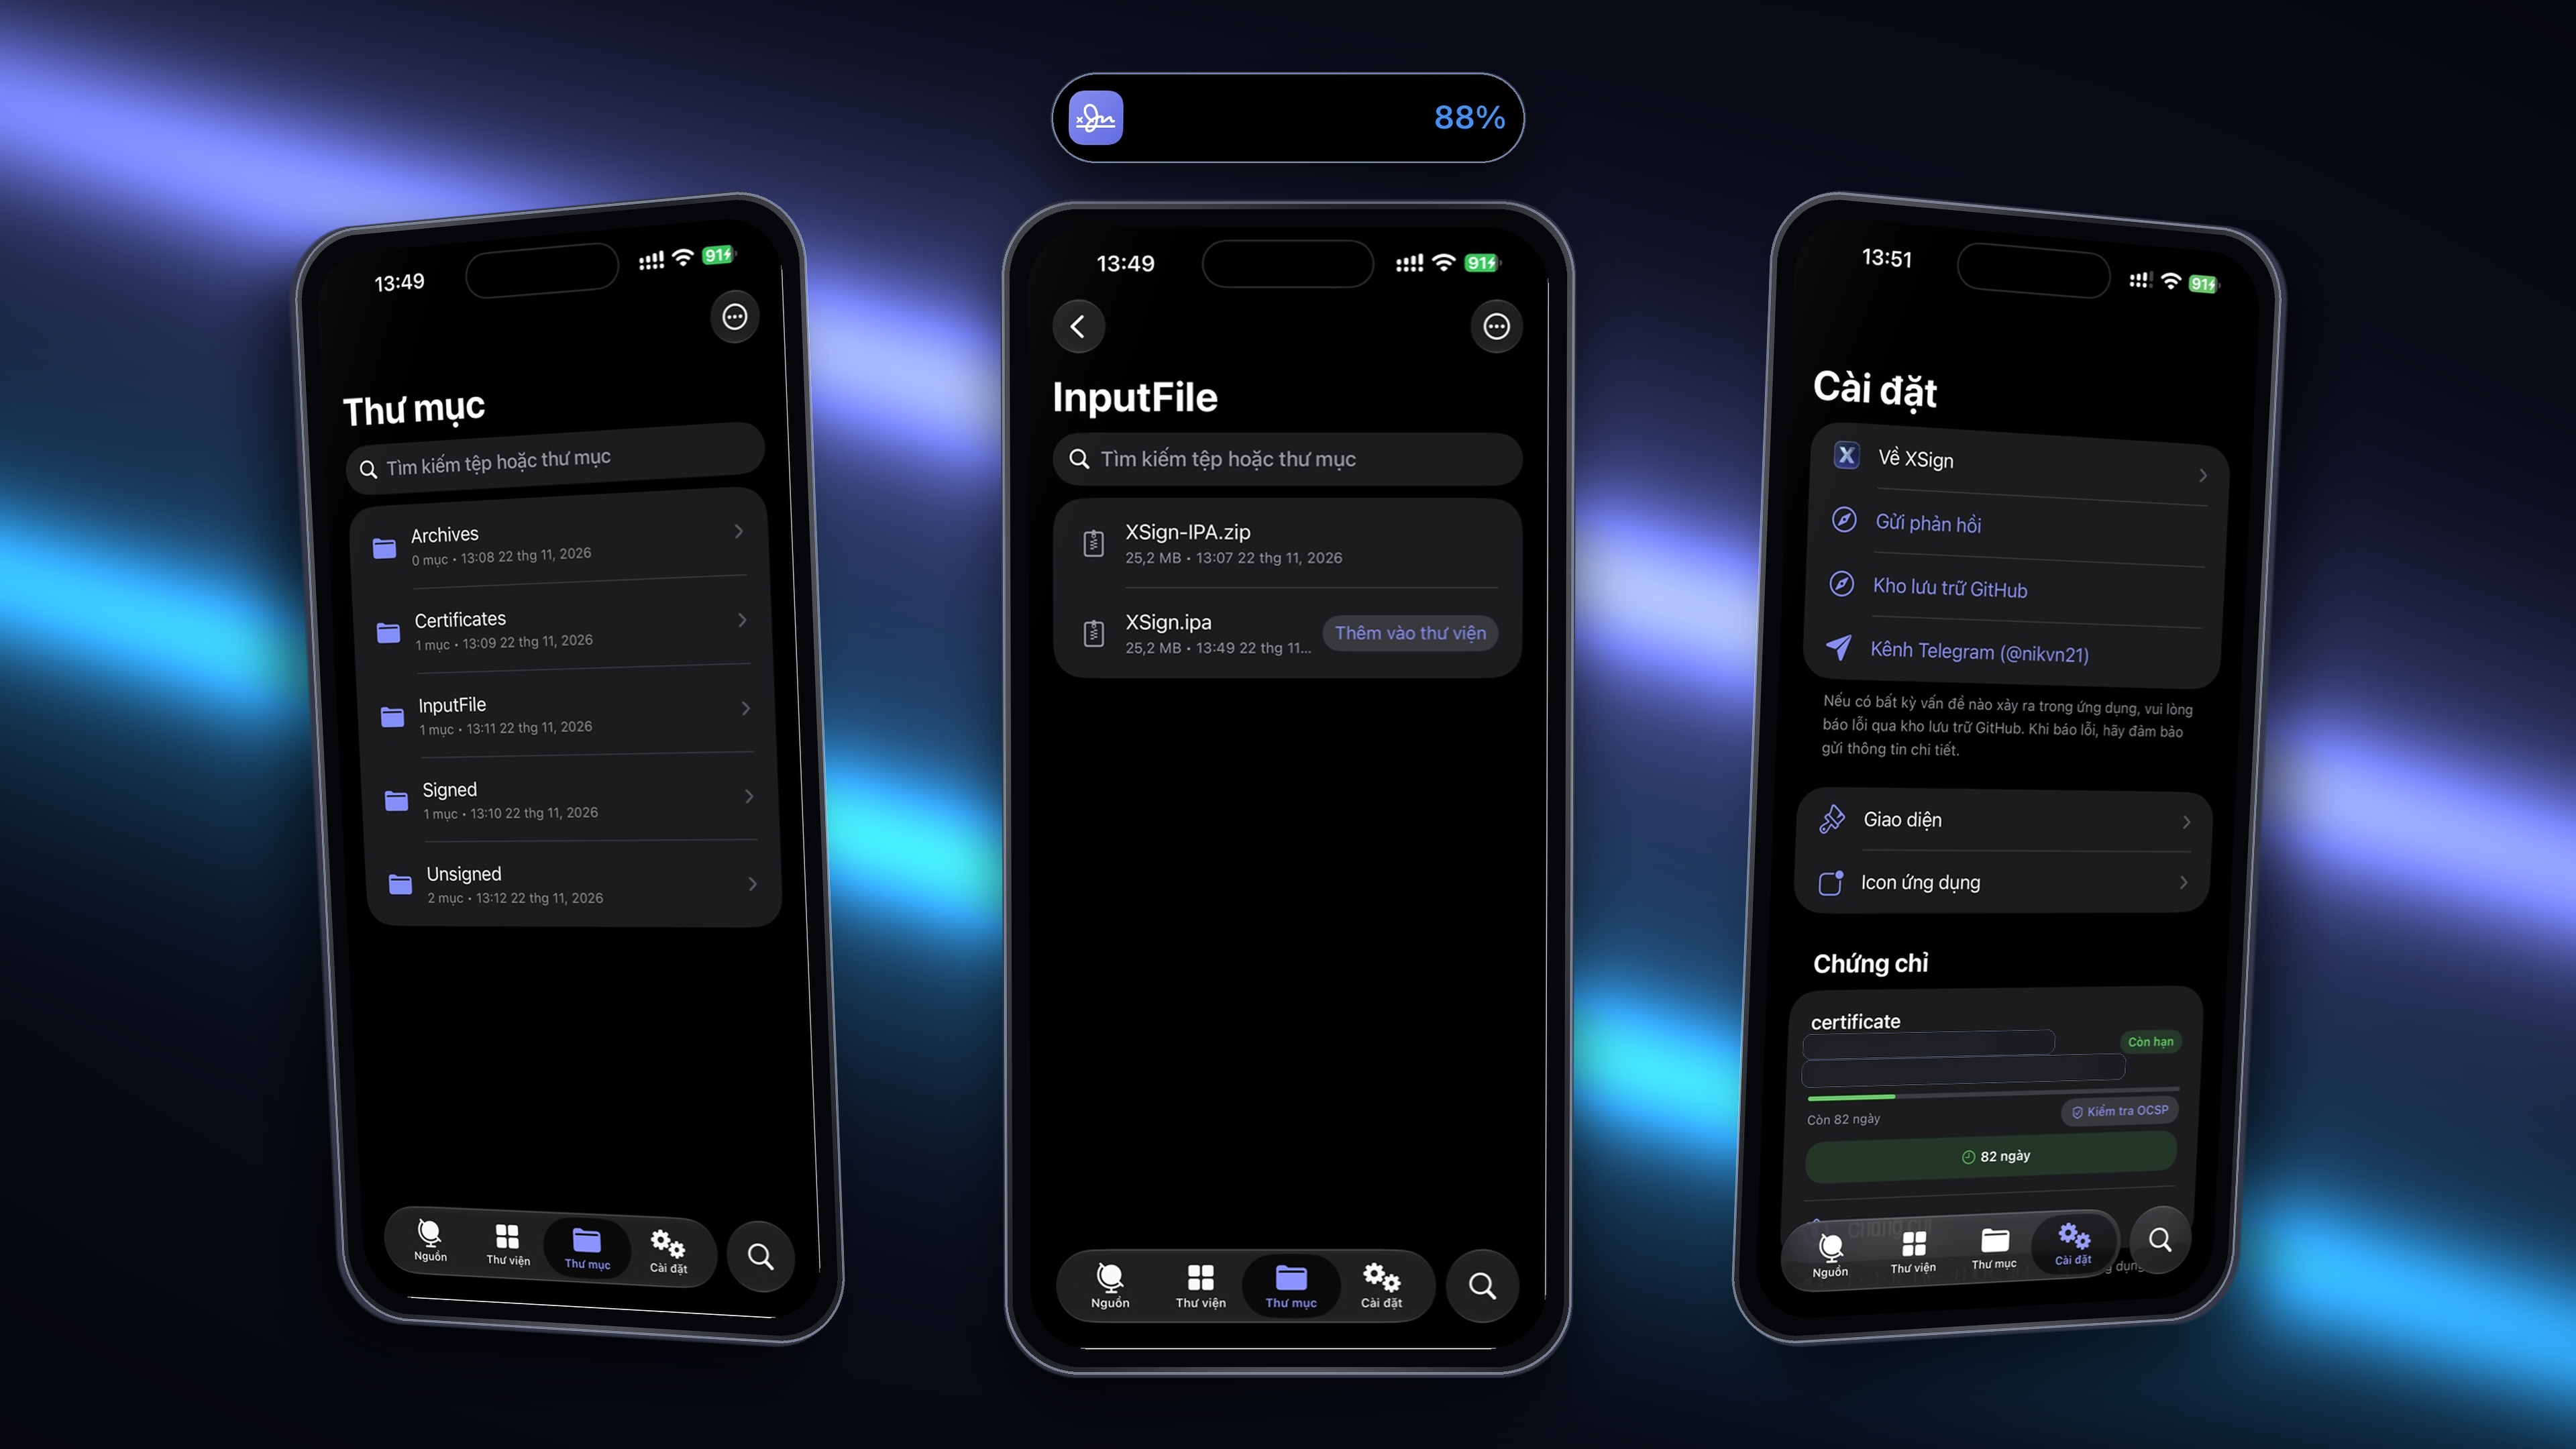 88%
13:49
91
Thư mục
Tìm kiếm tệp hoặc thư mục
Archives
0 mục • 13:08 22 thg 11, 2026
Certificates
1 mục • 13:09 22 thg 11, 2026
InputFile
1 mục • 13:11 22 thg 11, 2026
Signed
1 mục • 13:10 22 thg 11, 2026
Unsigned
2 mục • 13:12 22 thg 11, 2026
Nguồn
Thư viện
Thư mục
Cài đặt
13:49
91
InputFile
Tìm kiếm tệp hoặc thư mục
XSign-IPA.zip
25,2 MB • 13:07 22 thg 11, 2026
XSign.ipa
25,2 MB • 13:49 22 thg 11...
Thêm vào thư viện
Nguồn
Thư viện
Thư mục
Cài đặt
13:51
91
Cài đặt
X
Về XSign
Gửi phản hồi
Kho lưu trữ GitHub
Kênh Telegram (@nikvn21)
Nếu có bất kỳ vấn đề nào xảy ra trong ứng dụng, vui lòng
báo lỗi qua kho lưu trữ GitHub. Khi báo lỗi, hãy đảm bảo
gửi thông tin chi tiết.
Giao diện
Icon ứng dụng
Chứng chỉ
certificate
Còn hạn
Còn 82 ngày
Kiểm tra OCSP
82 ngày
Nguồn
Thư viện
Thư mục
Cài đặt